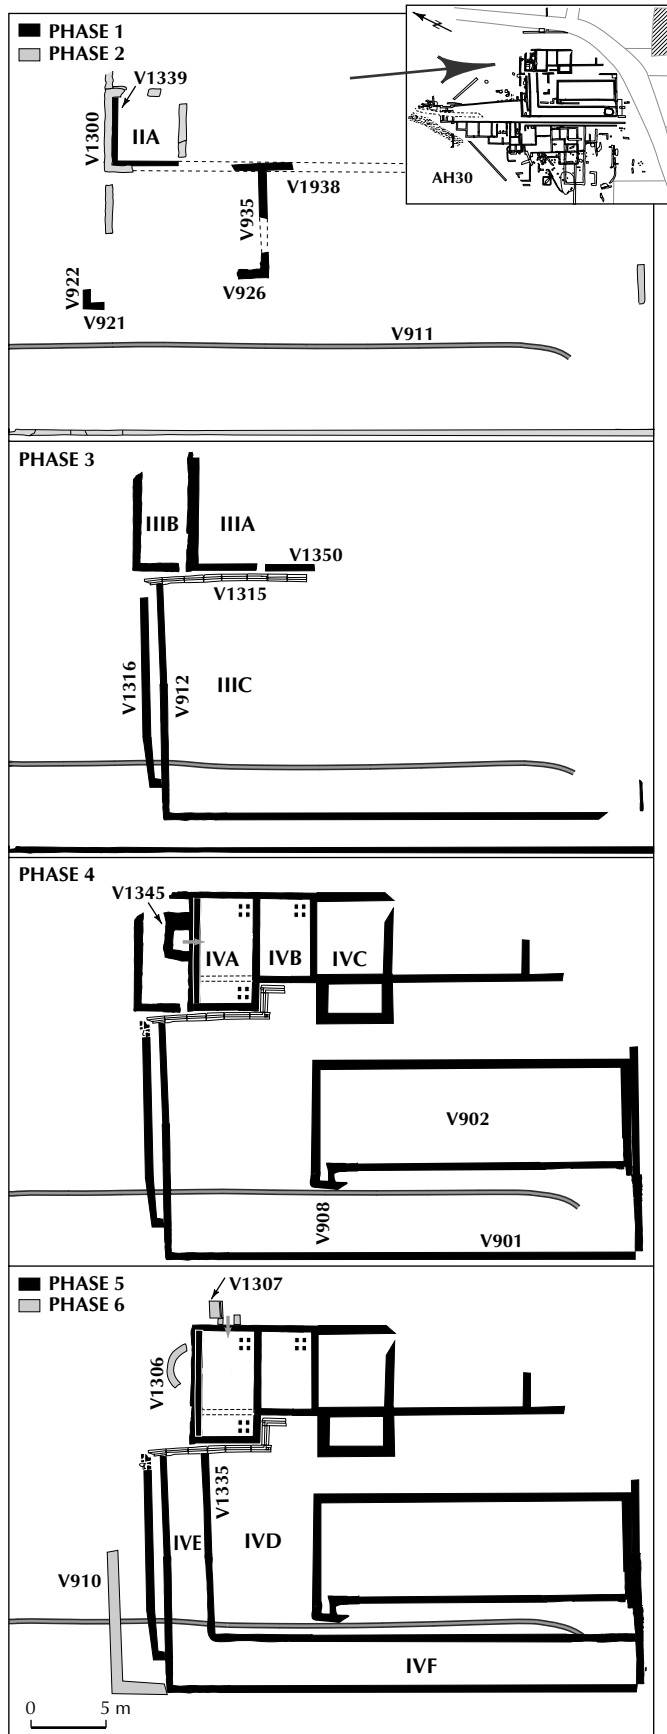 PHASE 1
PHASE 2
V1339
V1300
IIA
V1938
V935
V926
V922
V921
V911
N
AH30
PHASE 3
IIIB
IIIA
V1350
V1315
V1316
V912
IIIC
PHASE 4
V1345
IVA
IVB
IVC
V902
V908
V901
PHASE 5
PHASE 6
V1307
V1306
V1335
IVE
IVD
V910
IVF
0 5 m